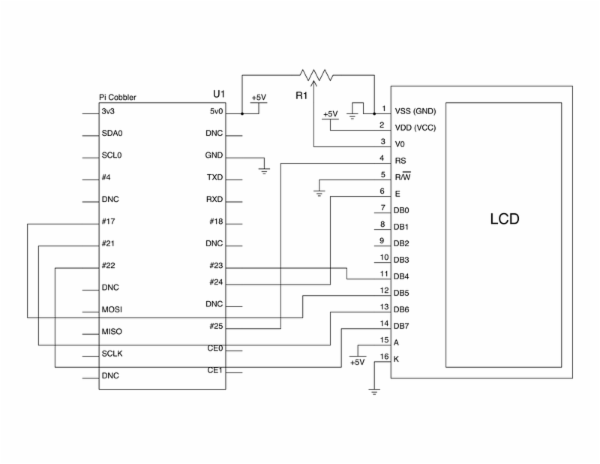 Pi Cobbler
U1
3v3
5v0
+5V
SDA0
DNC
SCL0
GND
#4
TXD
DNC
RXD
#17
#18
#21
DNC
#22
#23
#24
DNC
DNC
MOSI
#25
MISO
CE0
SCLK
CE1
DNC
R1
+5V
1 VSS (GND)
2 VDD (VCC)
3 V0
4 RS
5 R/W
6 E
7 DB0
8 DB1
9 DB2
10 DB3
11 DB4
12 DB5
13 DB6
14 DB7
15 A
+5V
16 K
LCD